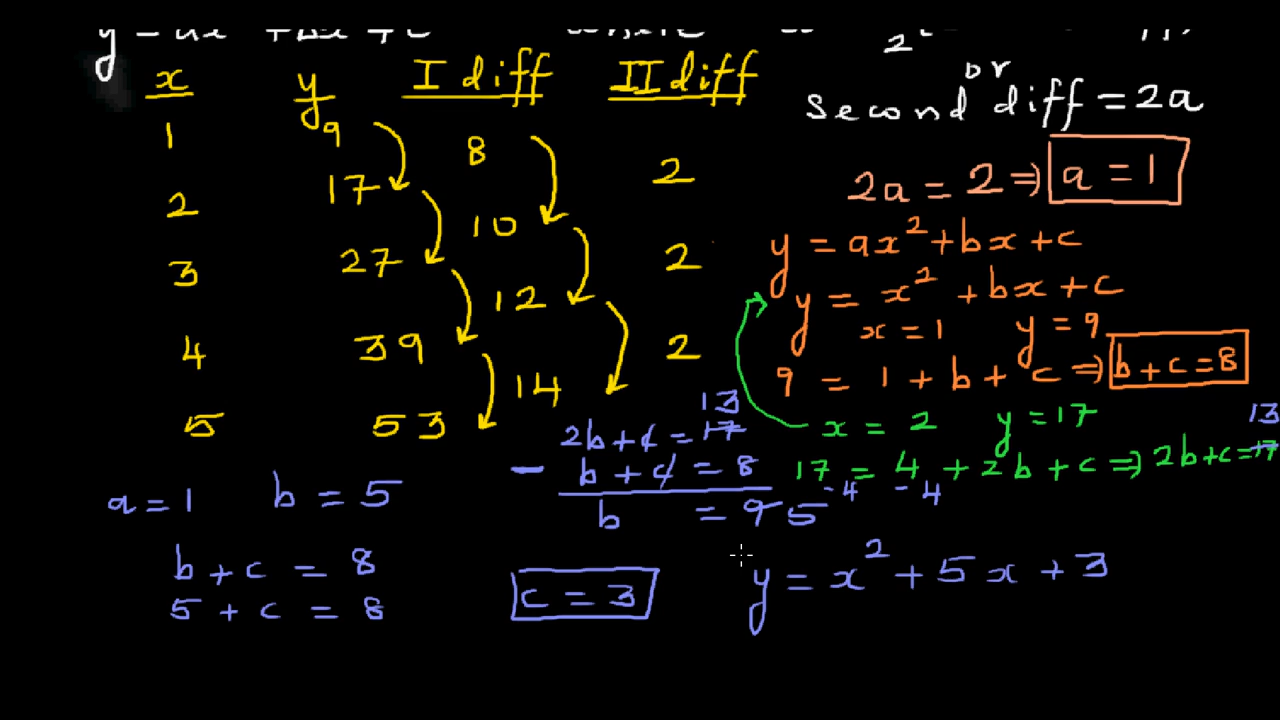 x y I diff II diff
or
second diff = 2a
1 9 8 2
2 17 10 2
3 27 12 2
4 39 14 2
5 53
2a = 2 ⇒ a = 1
y = ax² + bx + c
y = x² + bx + c
x = 1 y = 9
9 = 1 + b + c ⇒ b + c = 8
x = 2 y = 17
13
17 = 4 + 2b + c ⇒ 2b + c = 17
-4 -4
13
2b + c = 17
- b + c = 8
b = 9 5
a = 1 b = 5
b + c = 8
5 + c = 8
c = 3
y = x² + 5x + 3